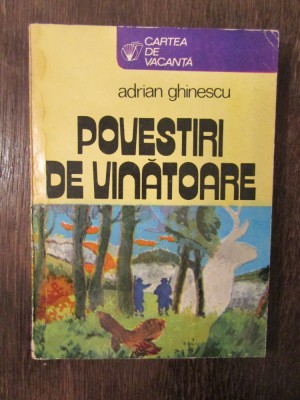 CARTEA
DE
VACANȚĂ
adrian ghinescu
POVESTIRI
DE VINĂTOARE